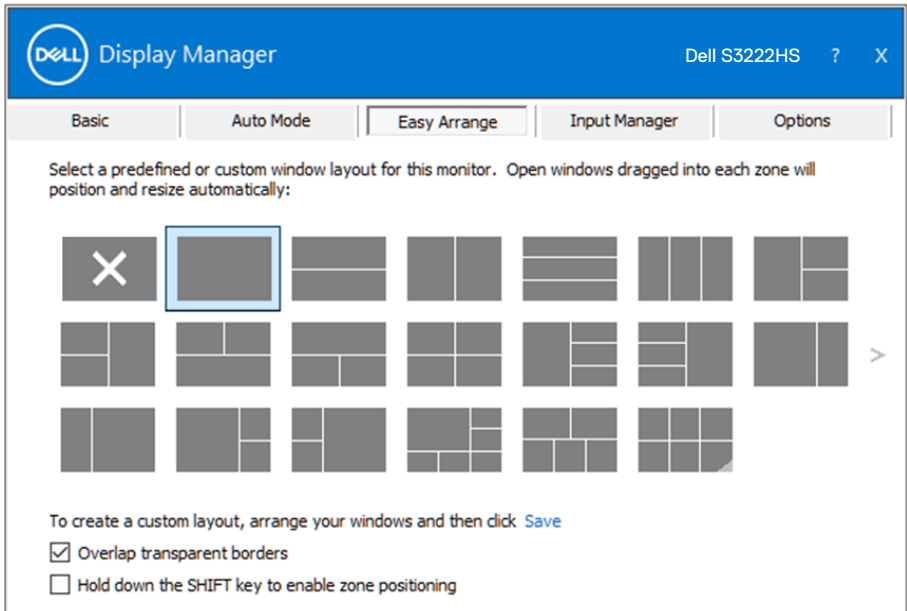 DELL Display Manager Dell S3222HS ? X
Basic Auto Mode Easy Arrange Input Manager Options
Select a predefined or custom window layout for this monitor. Open windows dragged into each zone will
position and resize automatically:
>
To create a custom layout, arrange your windows and then click Save
Overlap transparent borders
Hold down the SHIFT key to enable zone positioning